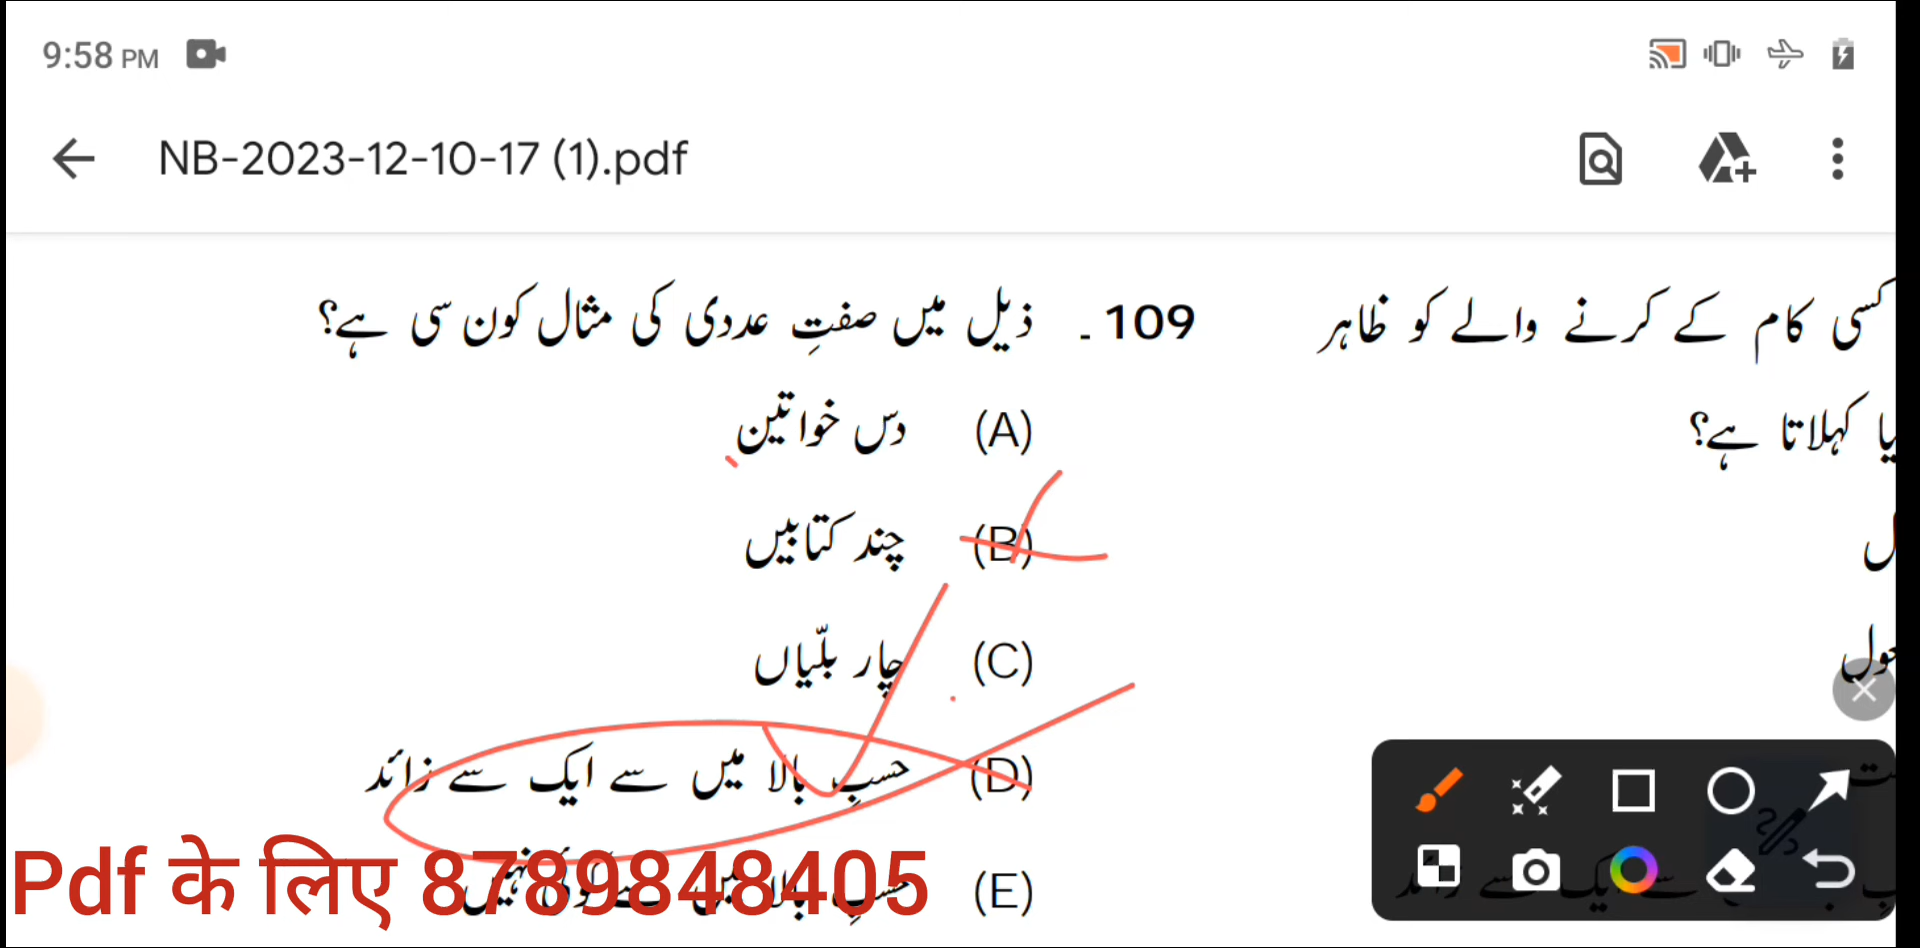 9:58 PM
NB-2023-12-10-17 (1).pdf
109 ۔ ذیل میں صفتِ عددی کی مثال کون سی ہے؟
(A) دس خواتین
(B) چند کتابیں
(C) چار بلّیاں
(D) حسبِ بالا میں سے ایک سے زائد
(E)
کسی کام کے کرنے والے کو ظاہر
یا کہلاتا ہے؟
Pdf के लिए 8789848405